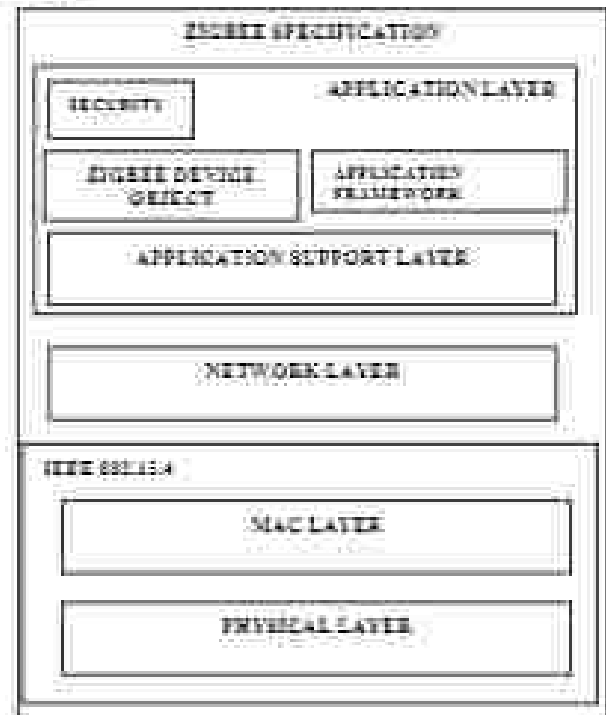 ZIGBEE SPECIFICATION
APPLICATION LAYER
SECURITY
ZIGBEE DEVICE
OBJECT
APPLICATION
FRAMEWORK
APPLICATION SUPPORT LAYER
NETWORK LAYER
IEEE 802.15.4
MAC LAYER
PHYSICAL LAYER